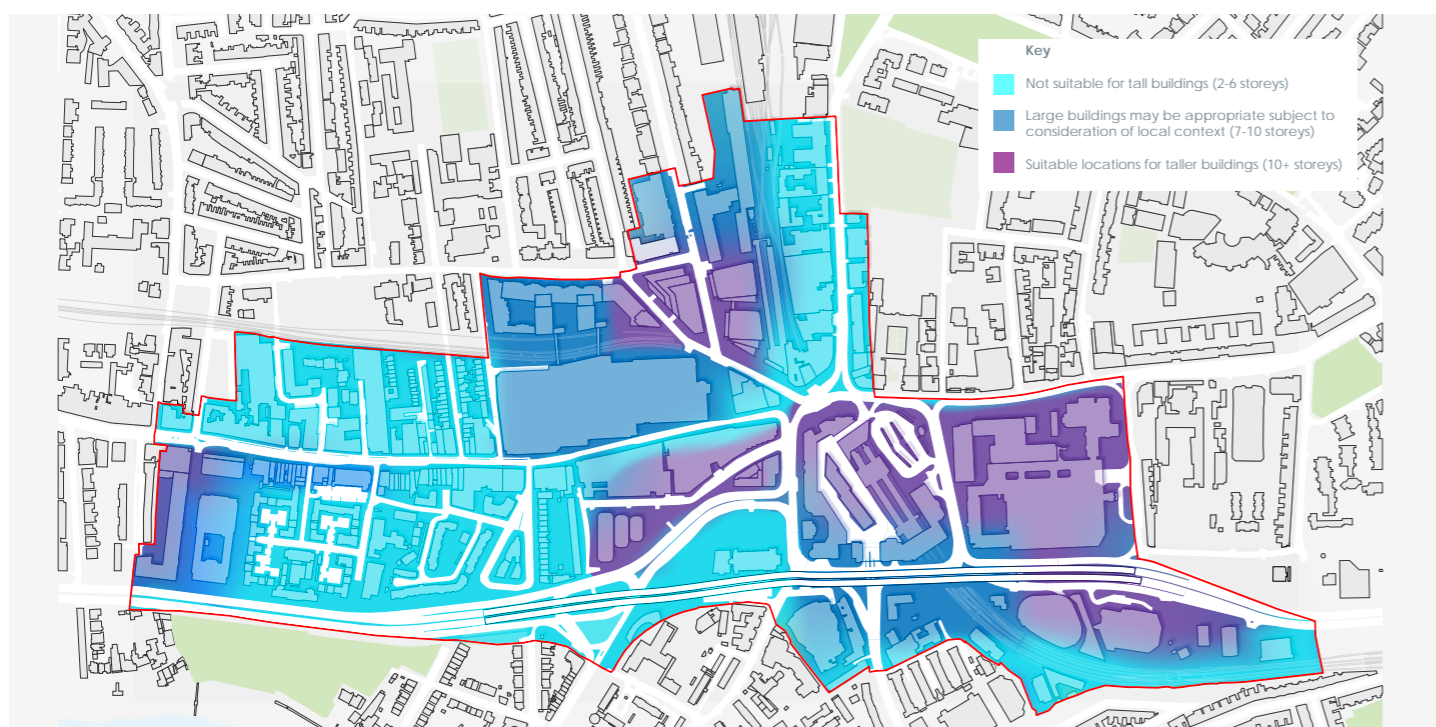 Key
Not suitable for tall buildings (2-6 storeys)
Large buildings may be appropriate subject to
consideration of local context (7-10 storeys)
Suitable locations for taller buildings (10+ storeys)